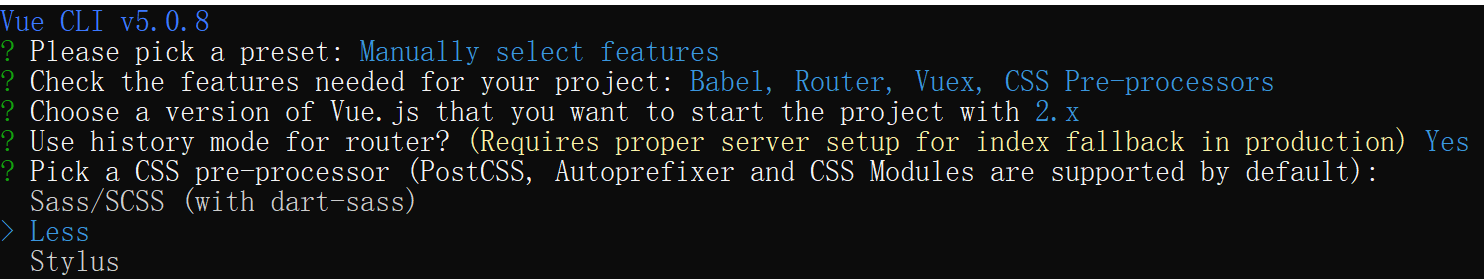 Vue CLI v5.0.8
? Please pick a preset: Manually select features
? Check the features needed for your project: Babel, Router, Vuex, CSS Pre-processors
? Choose a version of Vue.js that you want to start the project with 2.x
? Use history mode for router? (Requires proper server setup for index fallback in production) Yes
? Pick a CSS pre-processor (PostCSS, Autoprefixer and CSS Modules are supported by default):
  Sass/SCSS (with dart-sass)
> Less
  Stylus